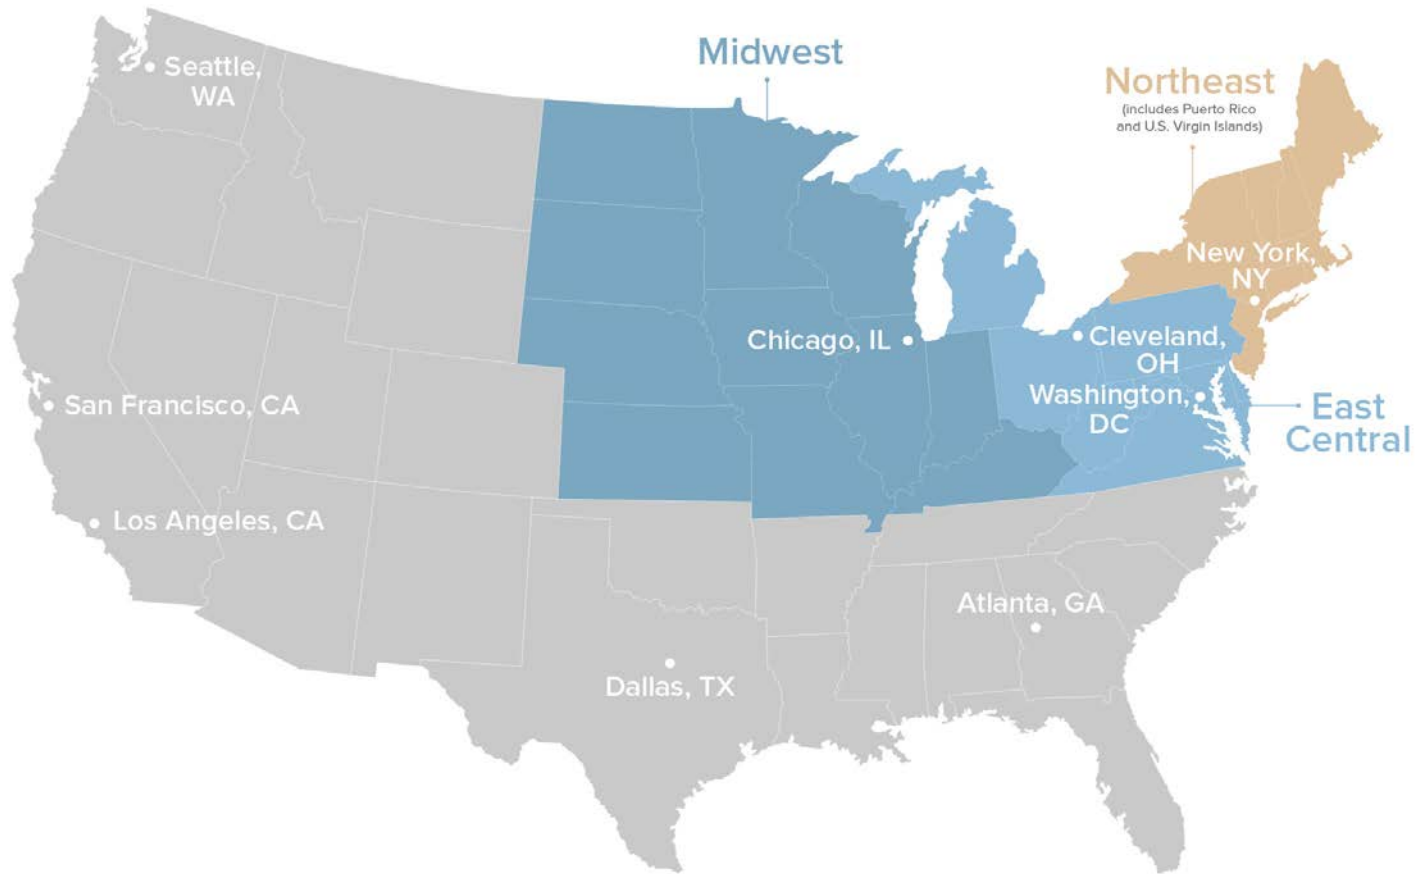 Midwest
Northeast
(includes Puerto Rico
and U.S. Virgin Islands)
Seattle,
WA
New York,
NY
Chicago, IL
Cleveland,
OH
Washington,
DC
East
Central
San Francisco, CA
Los Angeles, CA
Atlanta, GA
Dallas, TX